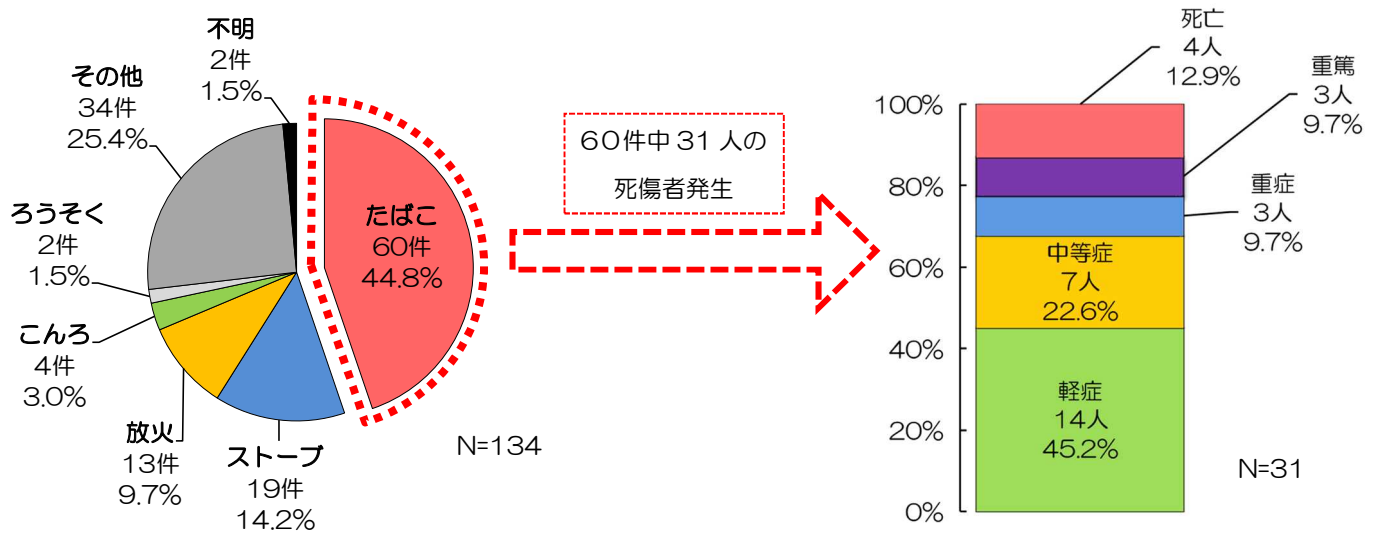 不明
2件
1.5%
その他
34件
25.4%
ろうそく
2件
1.5%
こんろ
4件
3.0%
放火
13件
9.7%
ストーブ
19件
14.2%
たばこ
60件
44.8%
N=134
60件中31人の
死傷者発生
100%
80%
60%
40%
20%
0%
死亡
4人
12.9%
重篤
3人
9.7%
重症
3人
9.7%
中等症
7人
22.6%
軽症
14人
45.2%
N=31